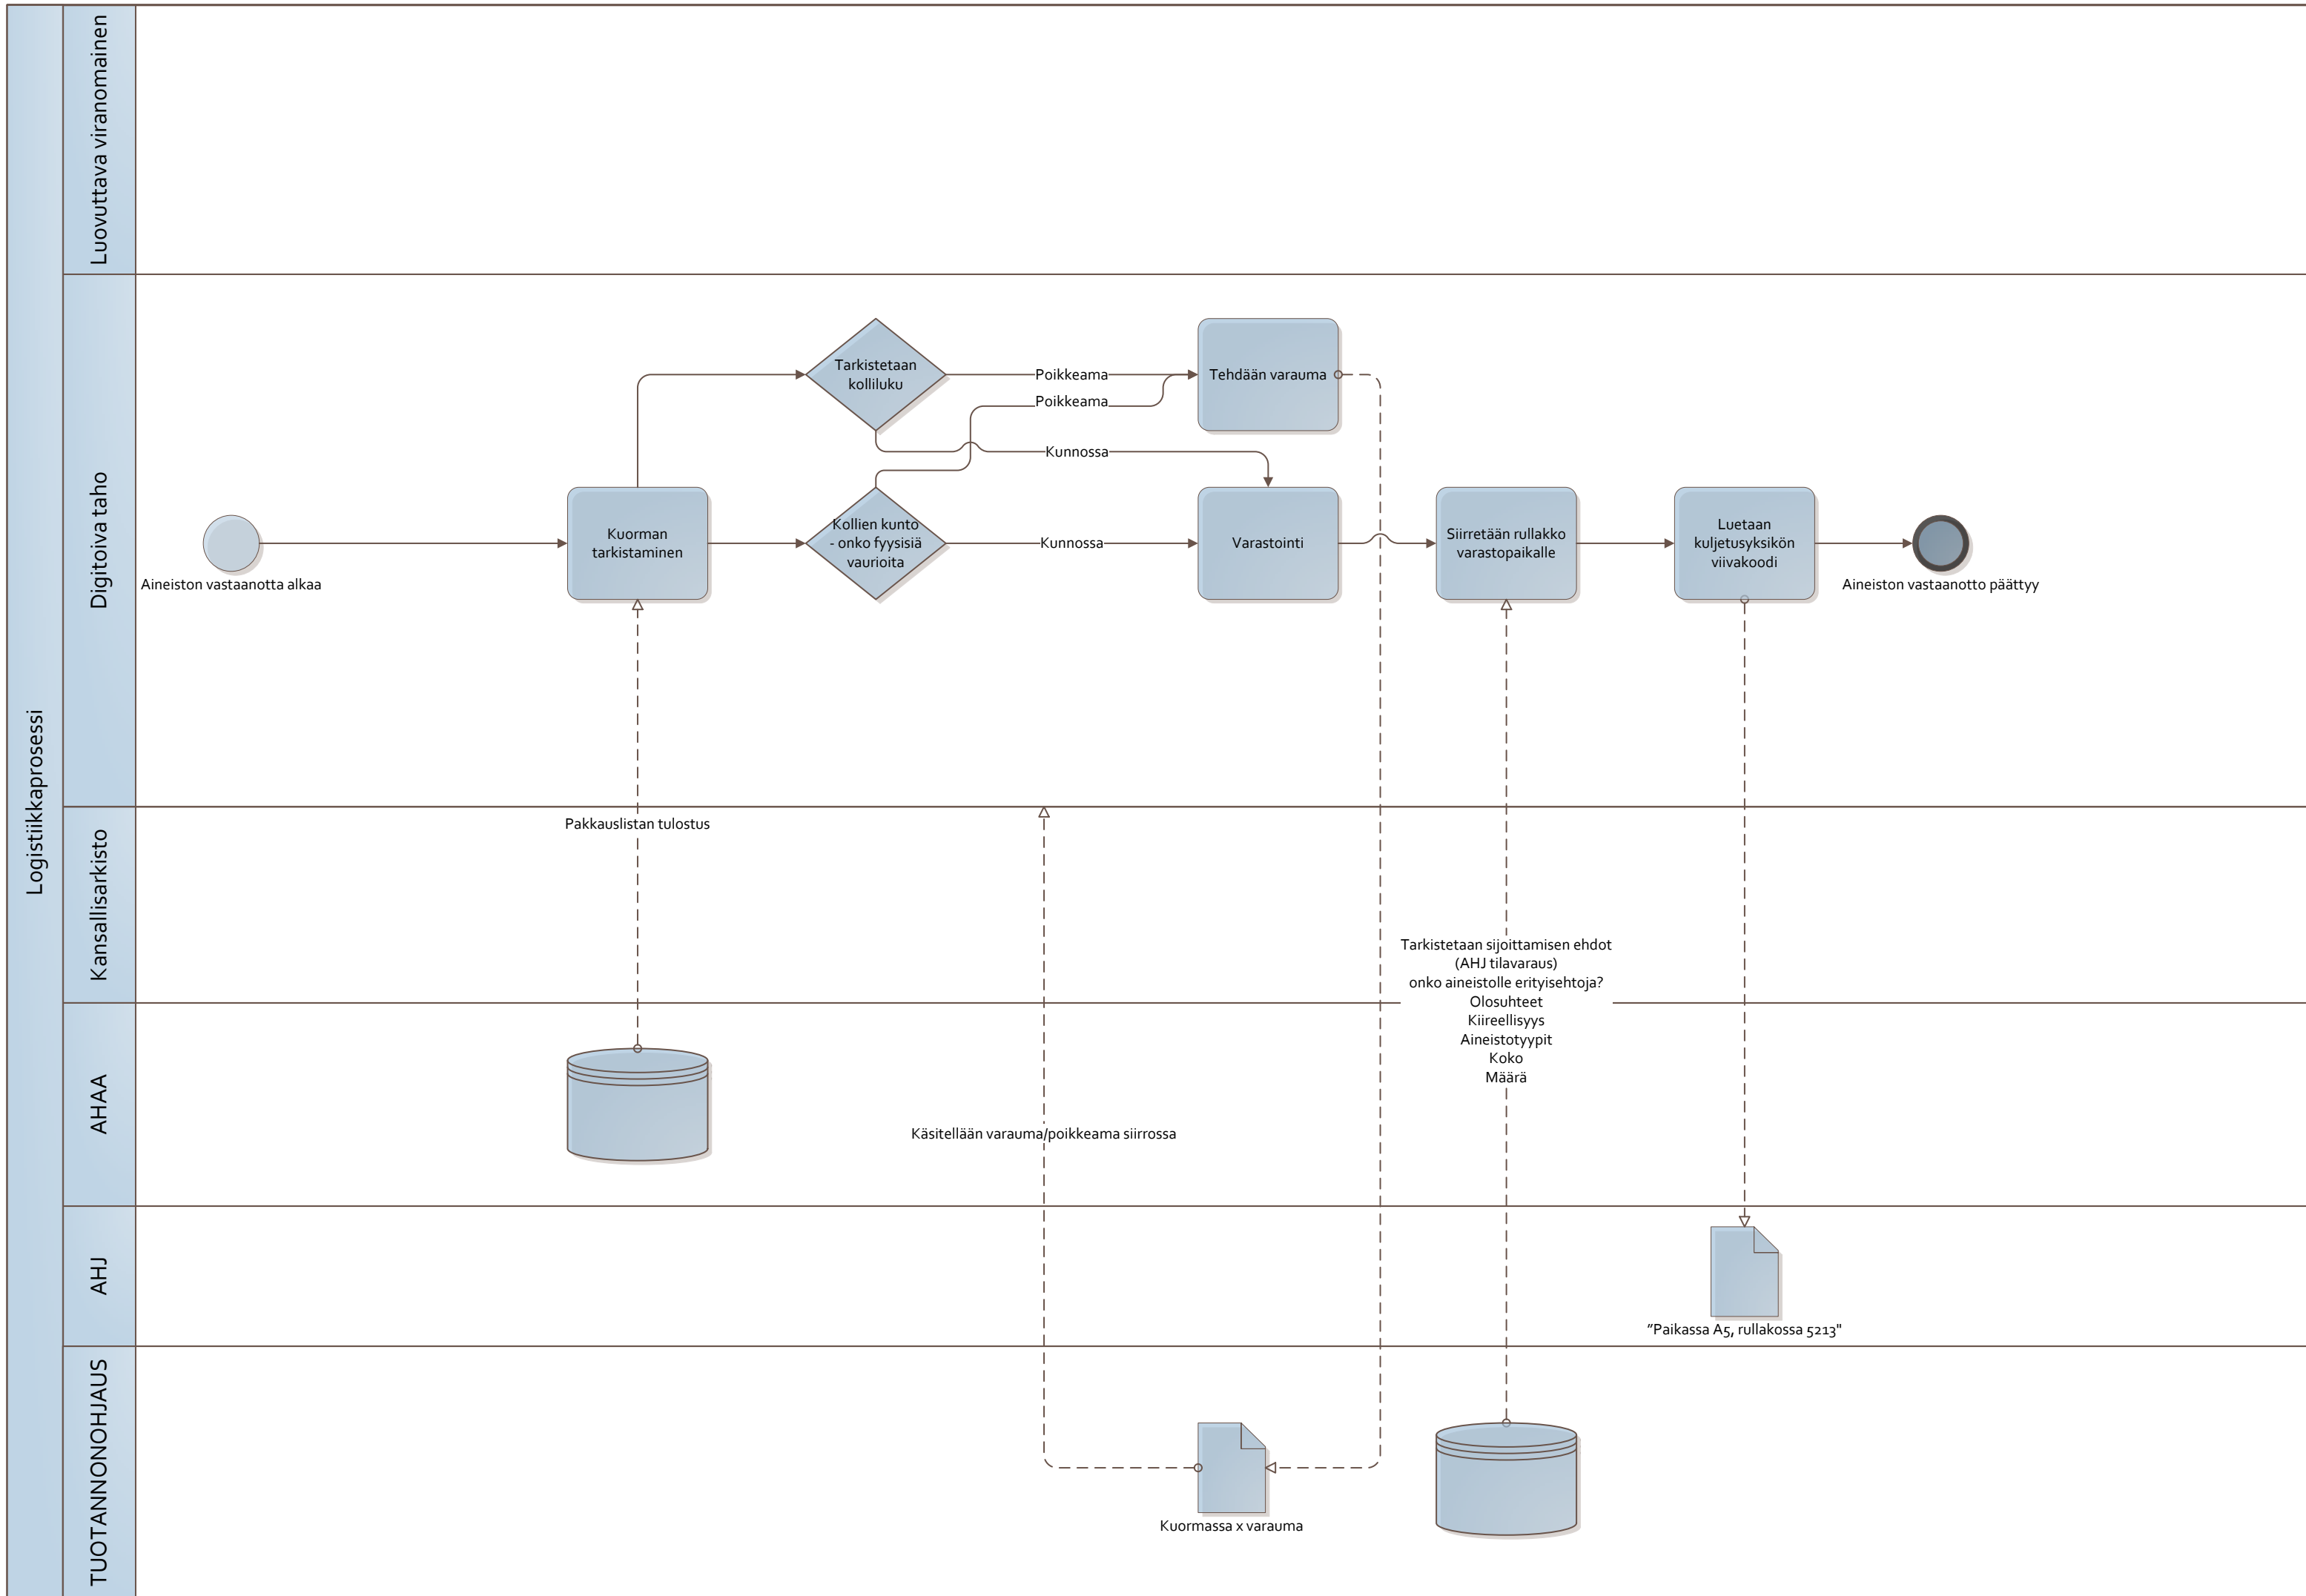 Logistiikkaprosessi
Luovuttava viranomainen
Digitoiva taho
Tarkistetaan
kolliluku
Poikkeama
Poikkeama
Tehdään varauma
Kunnossa
Aineiston vastaanotta alkaa
Kuorman
tarkistaminen
Kollien kunto
- onko fyysisiä
vaurioita
Kunnossa
Varastointi
Siirretään rullakko
varastopaikalle
Luetaan
kuljetusyksikön
viivakoodi
Aineiston vastaanotto päättyy
Kansallisarkisto
Pakkauslistan tulostus
Tarkistetaan sijoittamisen ehdot
(AHJ tilavaraus)
onko aineistolle erityisehtoja?
Olosuhteet
Kiireellisyys
Aineistotyypit
Koko
Määrä
AHAA
Käsitellään varauma/poikkeama siirrossa
AHJ
"Paikassa A5, rullakossa 5213"
TUOTANNONOHJAUS
Kuormassa x varauma